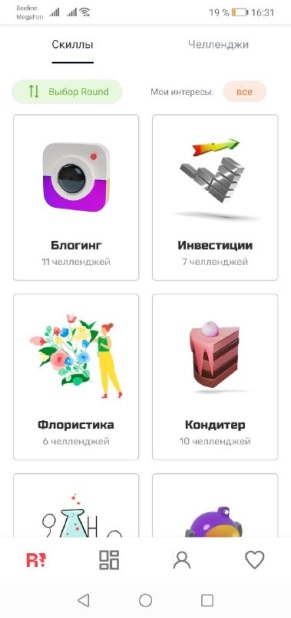 Beeline
MegaFon
19 %
16:31
Скиллы
Челленджи
Выбор Round
Мои интересы:
все
Блогинг
11 челленджей
Инвестиции
7 челленджей
Флористика
6 челленджей
Кондитер
10 челленджей
R